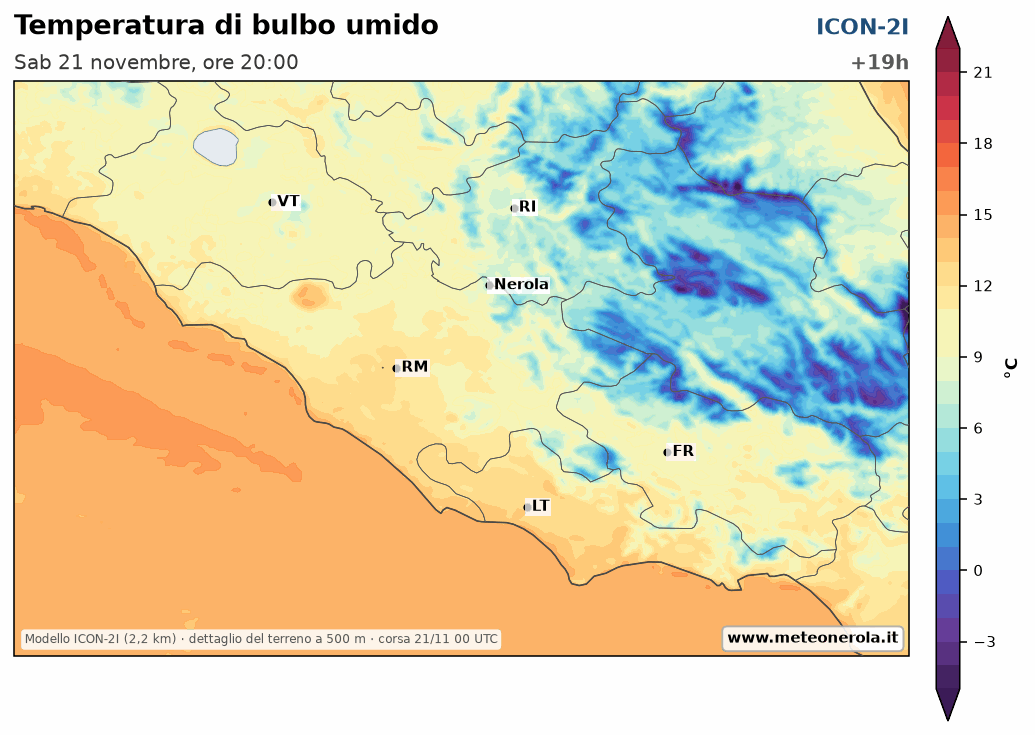 Temperatura di bulbo umido
ICON-2I
Sab 21 novembre, ore 20:00
+19h
21
18
15
12
9
6
3
0
−3
°C
VT
RI
Nerola
RM
FR
LT
Modello ICON-2I (2,2 km) · dettaglio del terreno a 500 m · corsa 21/11 00 UTC
www.meteonerola.it